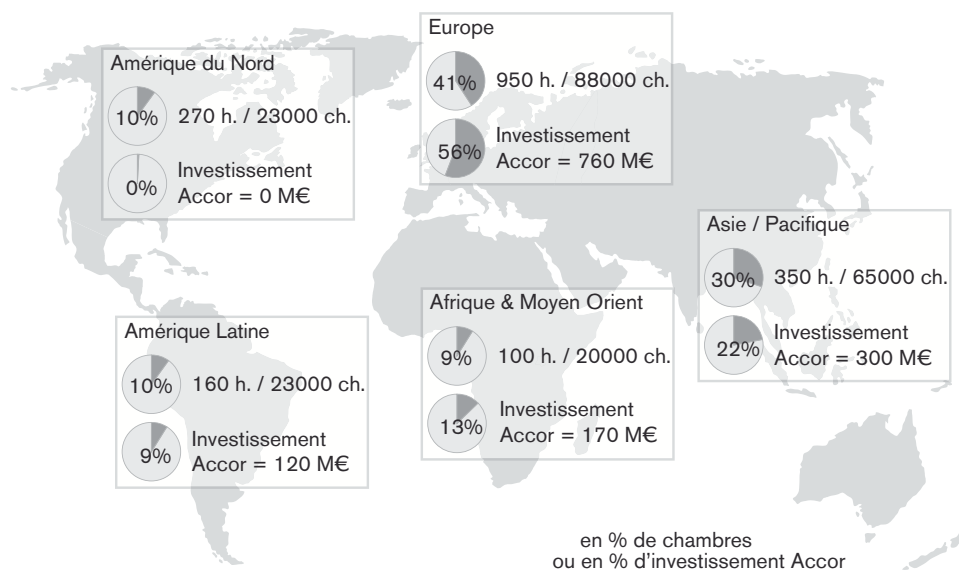 Europe
41% 950 h. / 88000 ch.
56% Investissement
Accor = 760 M€
Amérique du Nord
10% 270 h. / 23000 ch.
0% Investissement
Accor = 0 M€
Asie / Pacifique
30% 350 h. / 65000 ch.
22% Investissement
Accor = 300 M€
Afrique & Moyen Orient
9% 100 h. / 20000 ch.
13% Investissement
Accor = 170 M€
Amérique Latine
10% 160 h. / 23000 ch.
9% Investissement
Accor = 120 M€
en % de chambres
ou en % d'investissement Accor